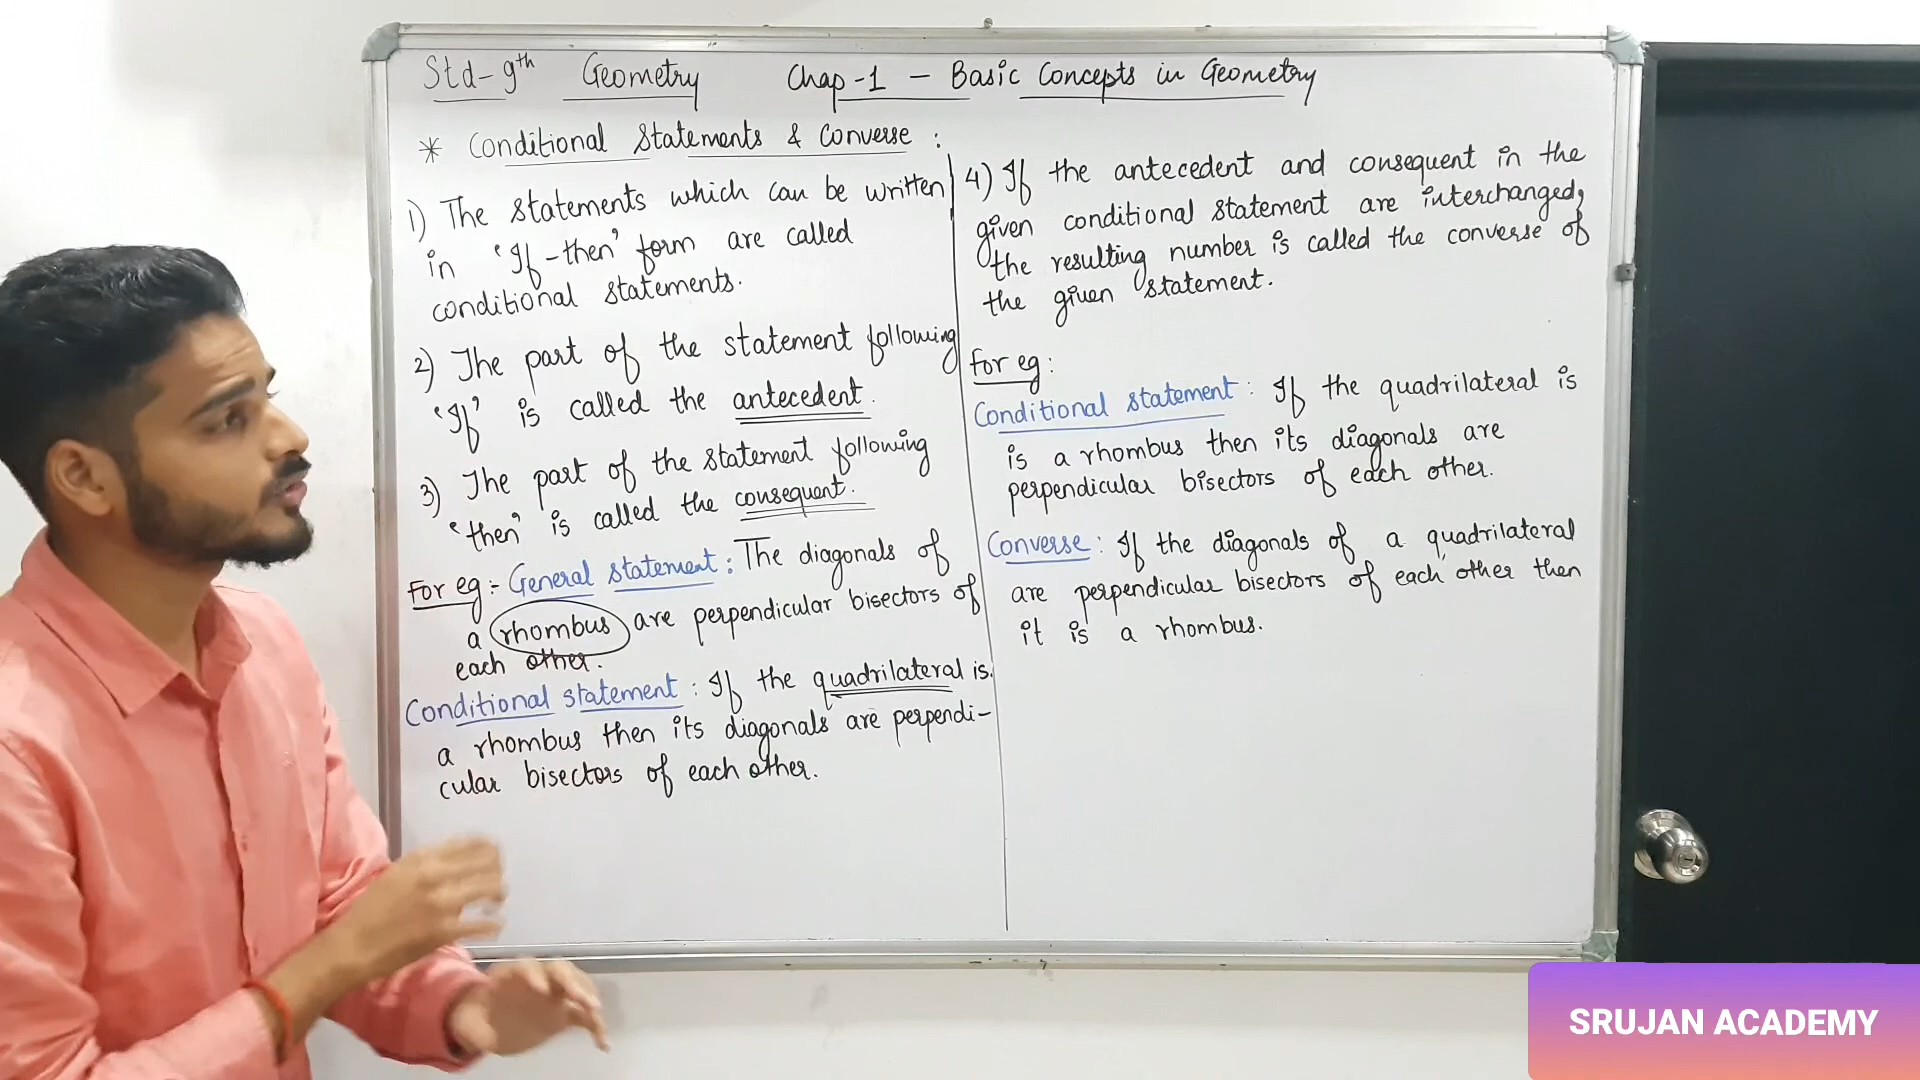 Std-9th Geometry Chap-1 - Basic Concepts in Geometry
* Conditional Statements & Converse :
1) The statements which can be written
in 'If-then' form are called
conditional statements.
2) The part of the statement following
'If' is called the antecedent.
3) The part of the statement following
'then' is called the consequent.
For eg:- General statement: The diagonals of
a rhombus are perpendicular bisectors of
each other.
Conditional statement : If the quadrilateral is
a rhombus then its diagonals are perpendi-
cular bisectors of each other.
4) If the antecedent and consequent in the
given conditional statement are interchanged,
the resulting number is called the converse of
the given statement.
For eg:
Conditional statement : If the quadrilateral is
is a rhombus then its diagonals are
perpendicular bisectors of each other.
Converse : If the diagonals of a quadrilateral
are perpendicular bisectors of each other then
it is a rhombus.
SRUJAN ACADEMY